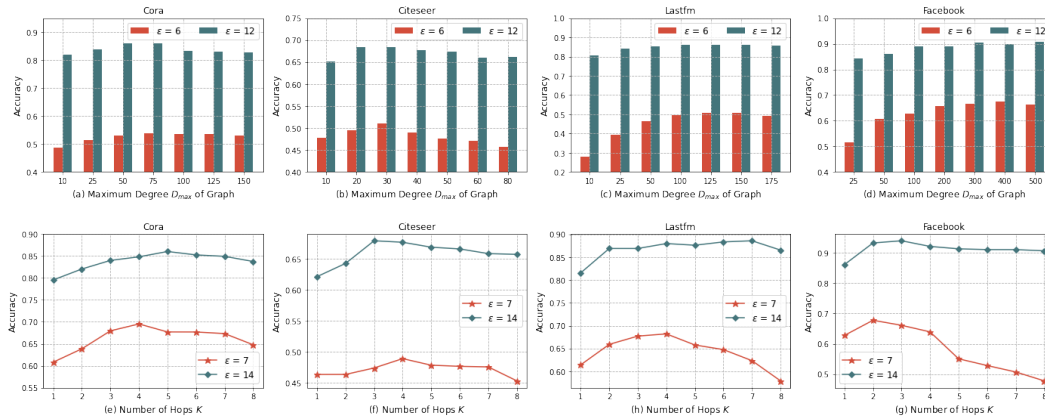 Cora
ε = 6 ε = 12
0.9
0.8
0.7
0.6
0.5
0.4
Accuracy
10 25 50 75 100 125 150
(a) Maximum Degree Dmax of Graph
Citeseer
ε = 6 ε = 12
0.75
0.70
0.65
0.60
0.55
0.50
0.45
0.40
Accuracy
10 20 30 40 50 60 80
(b) Maximum Degree Dmax of Graph
Lastfm
ε = 6 ε = 12
1.0
0.9
0.8
0.7
0.6
0.5
0.4
0.3
0.2
Accuracy
10 25 50 100 125 150 175
(c) Maximum Degree Dmax of Graph
Facebook
ε = 6 ε = 12
1.0
0.9
0.8
0.7
0.6
0.5
0.4
Accuracy
25 50 100 200 300 400 500
(d) Maximum Degree Dmax of Graph
Cora
0.90
0.85
0.80
0.75
0.70
0.65
0.60
0.55
Accuracy
ε = 7
ε = 14
1 2 3 4 5 6 7 8
(e) Number of Hops K
Citeseer
0.65
0.60
0.65
0.50
0.45
Accuracy
ε = 7
ε = 14
1 2 3 4 5 6 7 8
(f) Number of Hops K
Lastfm
0.90
0.85
0.80
0.75
0.70
0.65
0.60
Accuracy
ε = 7
ε = 14
1 2 3 4 5 6 7 8
(h) Number of Hops K
Facebook
0.9
0.8
0.7
0.6
0.5
Accuracy
ε = 7
ε = 14
1 2 3 4 5 6 7 8
(g) Number of Hops K